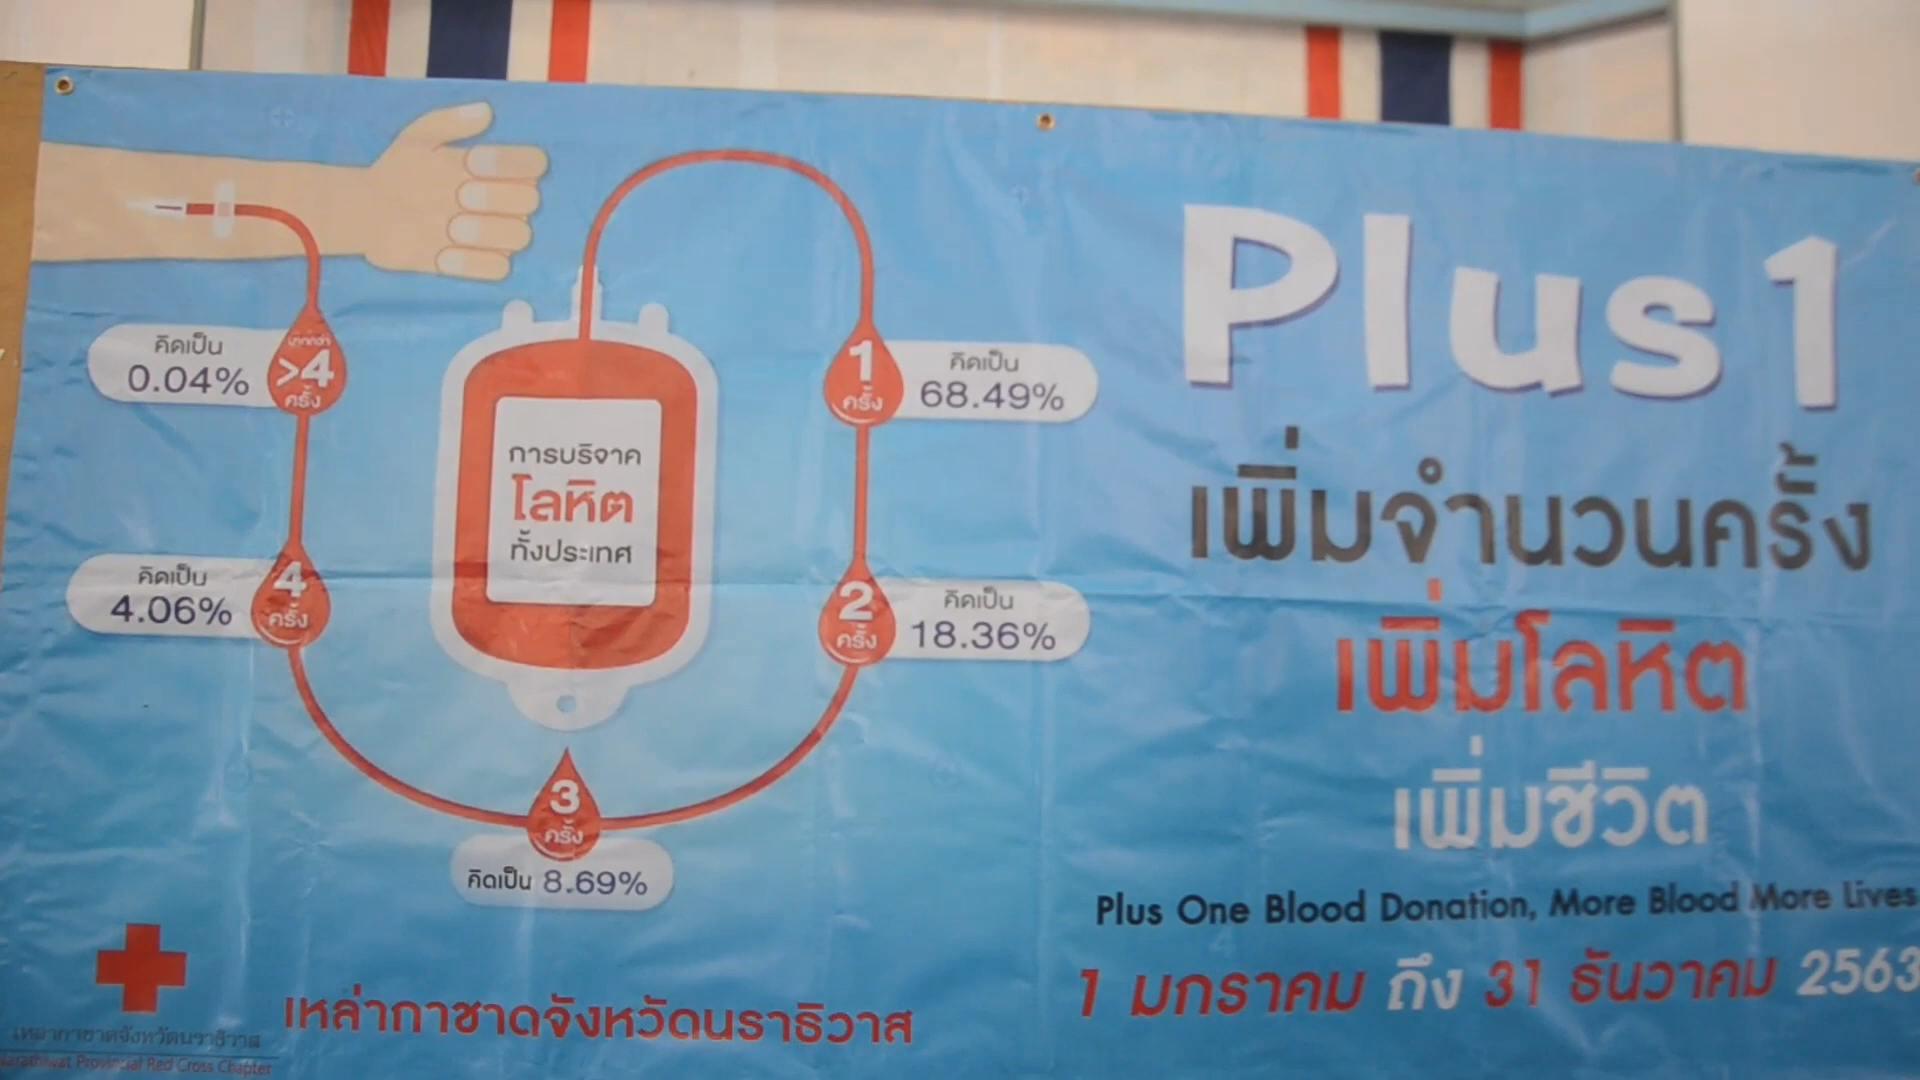 Plus 1
เพิ่มจำนวนครั้ง
เพิ่มโลหิต
เพิ่มชีวิต
Plus One Blood Donation, More Blood More Lives
1 มกราคม ถึง 31 ธันวาคม 2563
การบริจาค
โลหิต
ทั้งประเทศ
1
ครั้ง
คิดเป็น
68.49%
2
ครั้ง
คิดเป็น
18.36%
3
ครั้ง
คิดเป็น 8.69%
4
ครั้ง
คิดเป็น
4.06%
มากกว่า
>4
ครั้ง
คิดเป็น
0.04%
เหล่ากาชาดจังหวัดนราธิวาส
เหล่ากาชาดจังหวัดนราธิวาส
Narathiwat Provincial Red Cross Chapter